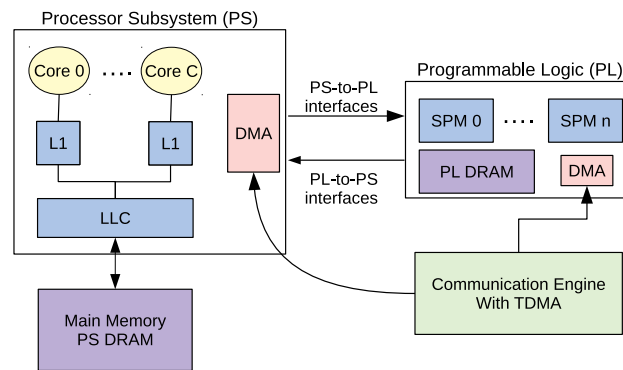 Processor Subsystem (PS)
Core 0
....
Core C
L1
L1
LLC
DMA
Main Memory
PS DRAM
PS-to-PL
interfaces
PL-to-PS
interfaces
Programmable Logic (PL)
SPM 0
....
SPM n
PL DRAM
DMA
Communication Engine
With TDMA